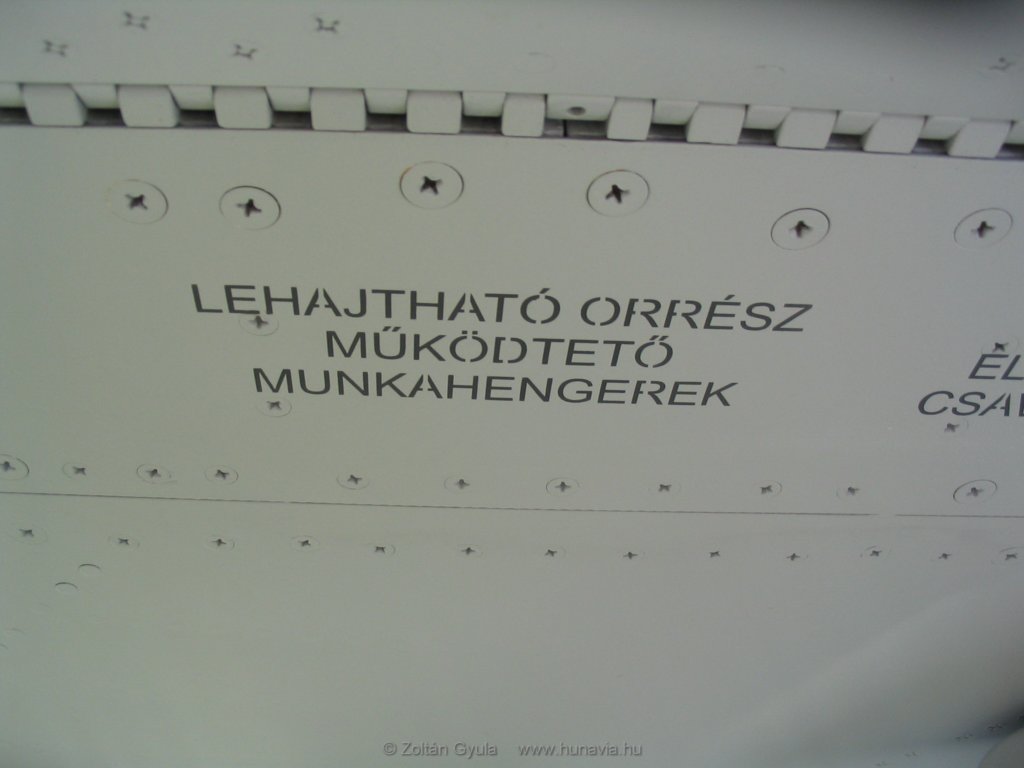 LEHAJTHATÓ ORRÉSZ
MŰKÖDTETŐ
MUNKAHENGEREK
© Zoltán Gyula www.hunavia.hu